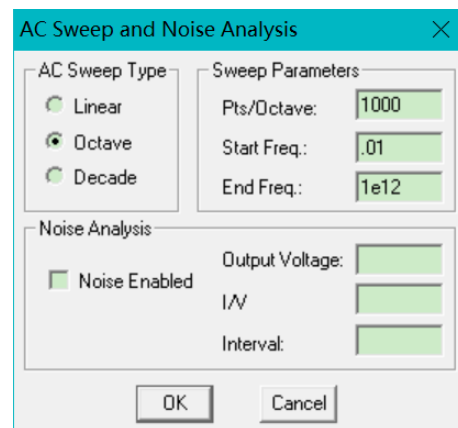 AC Sweep and Noise Analysis
AC Sweep Type
Linear
Octave
Decade
Sweep Parameters
Pts/Octave: 1000
Start Freq.: .01
End Freq.: 1e12
Noise Analysis
Noise Enabled
Output Voltage:
I/V
Interval:
OK Cancel